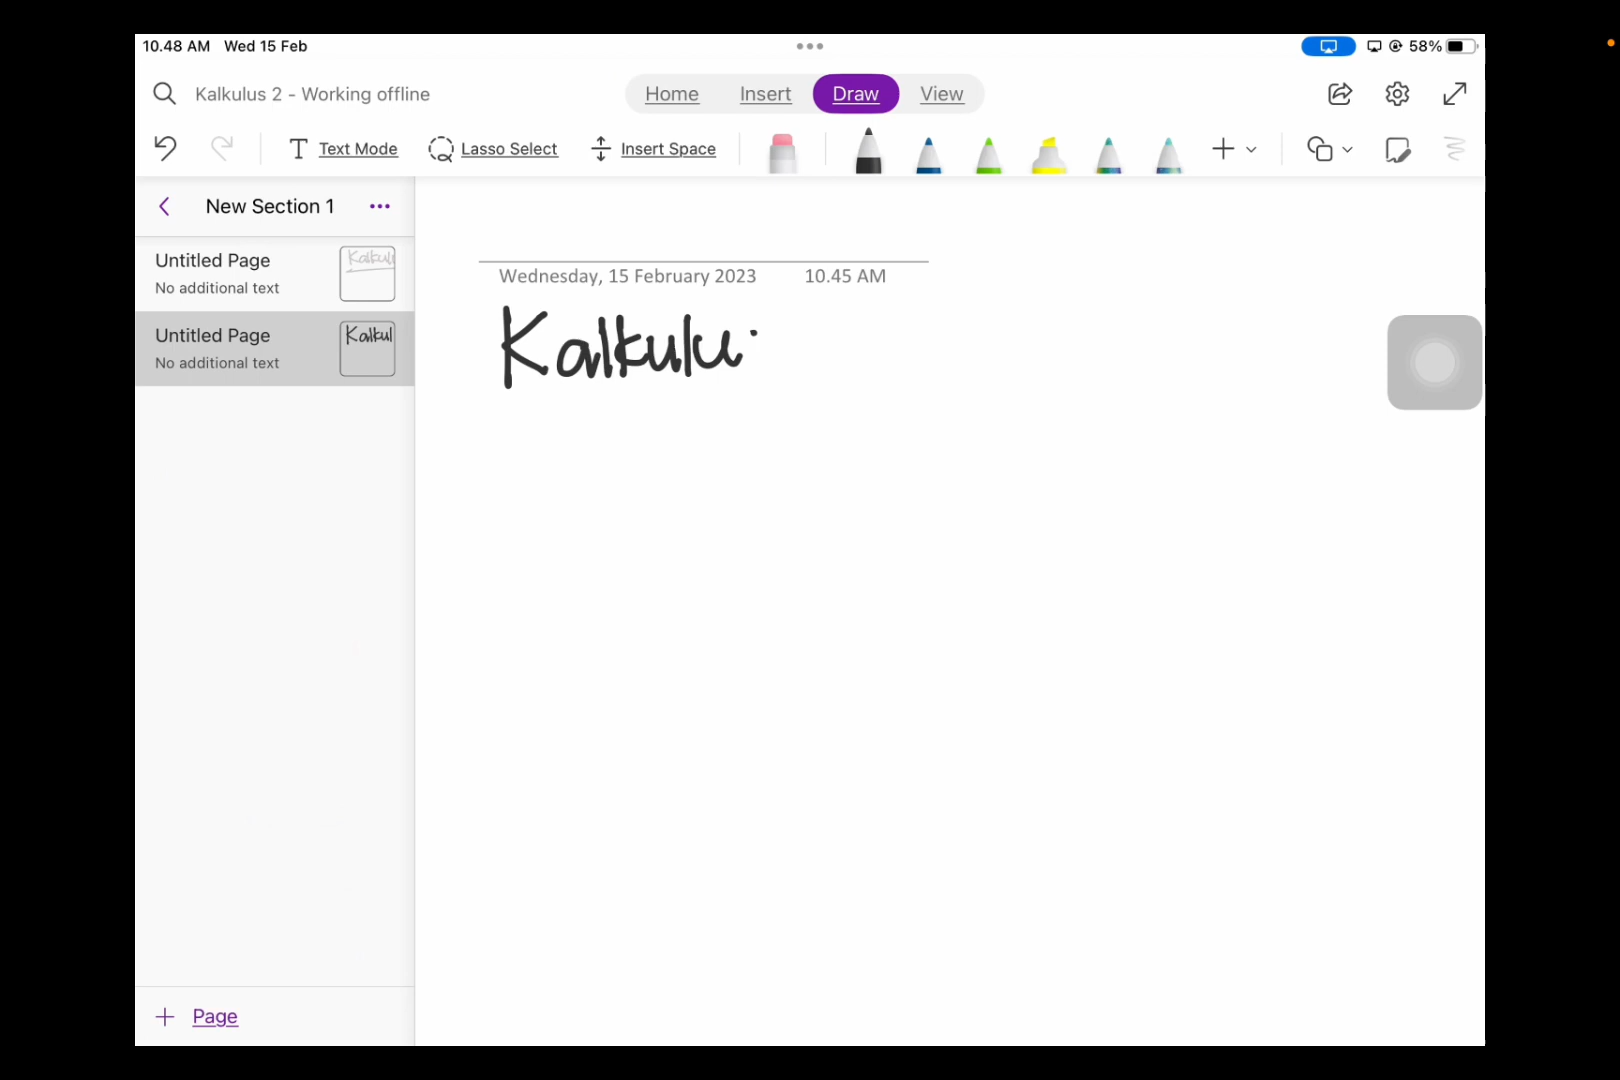 10.48 AM Wed 15 Feb 58%
Kalkulus 2 - Working offline Home Insert Draw View
Text Mode Lasso Select Insert Space
New Section 1
Untitled Page Kalkul
No additional text
Untitled Page Kalkul
No additional text
Wednesday, 15 February 2023 10.45 AM
Kalkulu
Page